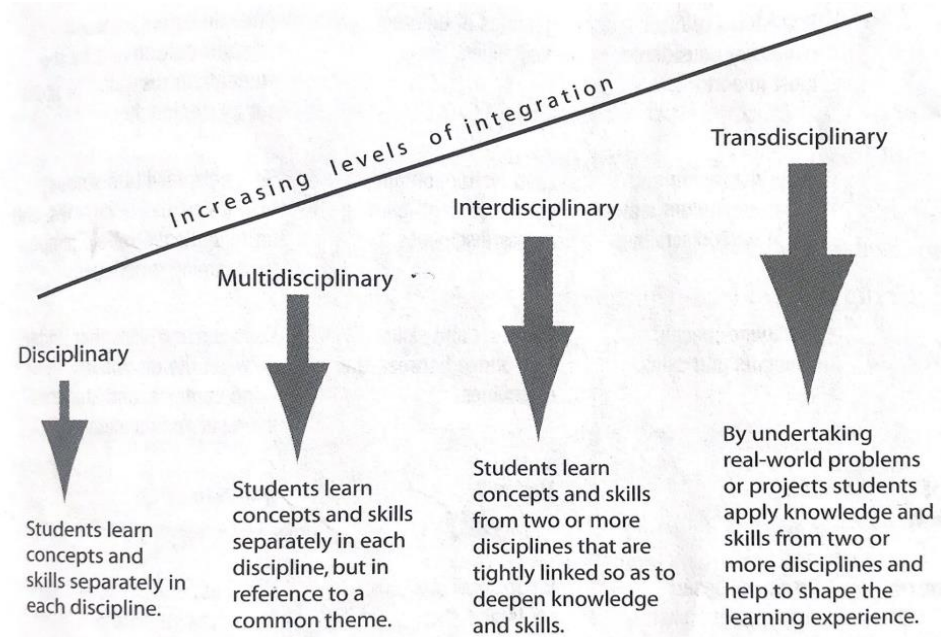 Increasing levels of integration
Transdisciplinary
Interdisciplinary
Multidisciplinary
Disciplinary
Students learn
concepts and
skills separately in
each discipline.
Students learn
concepts and skills
separately in each
discipline, but in
reference to a
common theme.
Students learn
concepts and skills
from two or more
disciplines that are
tightly linked so as to
deepen knowledge
and skills.
By undertaking
real-world problems
or projects students
apply knowledge and
skills from two or
more disciplines and
help to shape the
learning experience.